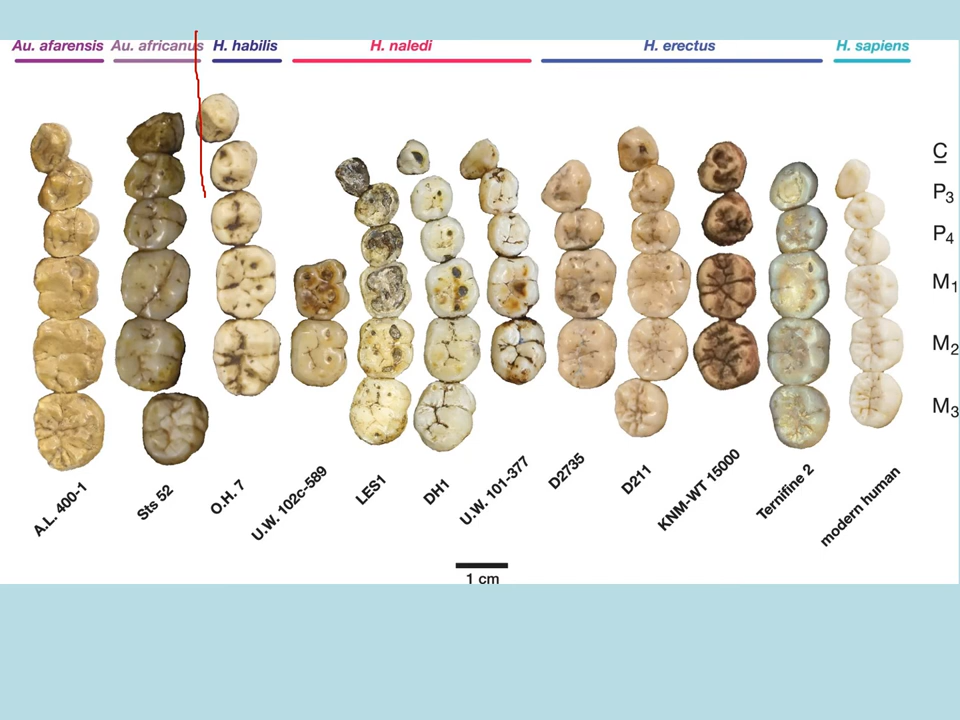 Au. afarensis Au. africanus H. habilis H. naledi H. erectus H. sapiens
C
P3
P4
M1
M2
M3
A.L. 400-1 Sts 52 O.H. 7 U.W. 102c-589 LES1 DH1 U.W. 101-377 D2735 D211 KNM-WT 15000 Ternifine 2 modern human
1 cm